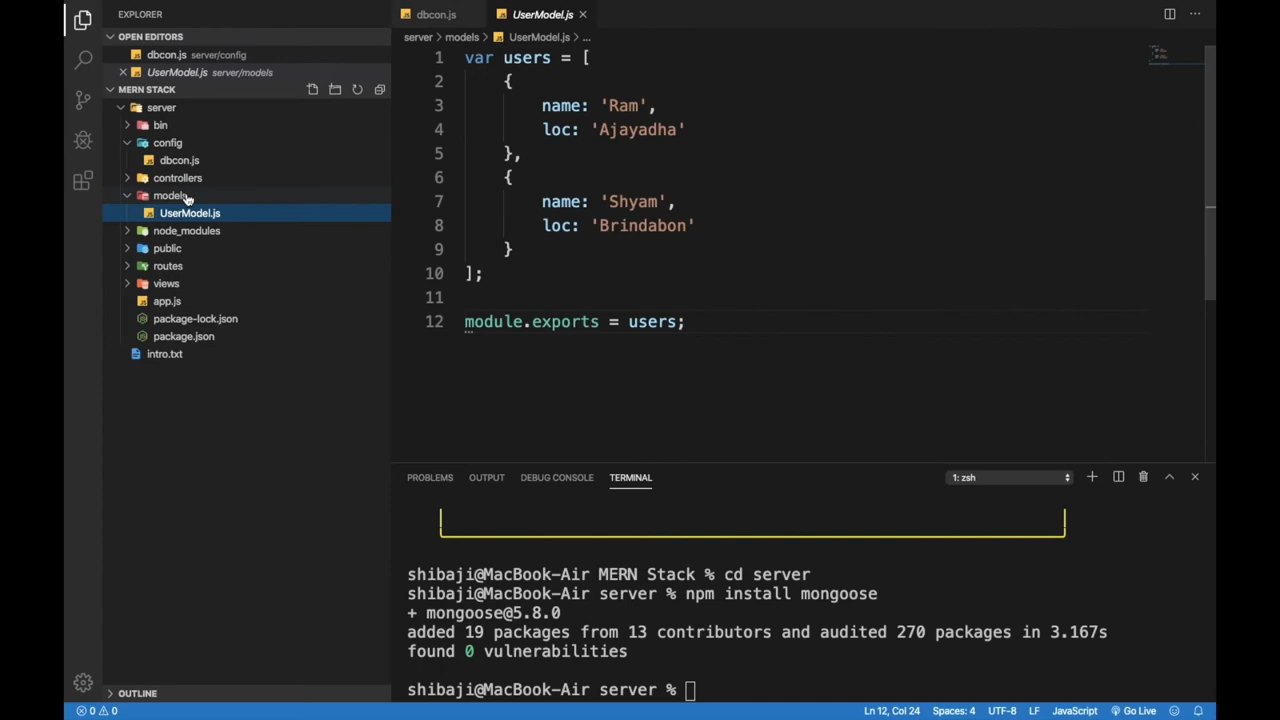 EXPLORER
OPEN EDITORS
dbcon.js server/config
UserModel.js server/models
MERN STACK
server
bin
config
dbcon.js
controllers
models
UserModel.js
node_modules
public
routes
views
app.js
package-lock.json
package.json
intro.txt
OUTLINE
dbcon.js
UserModel.js
server > models > UserModel.js > ...
1 var users = [
2 {
3 name: 'Ram',
4 loc: 'Ajayadha'
5 },
6 {
7 name: 'Shyam',
8 loc: 'Brindabon'
9 }
10 ];
11
12 module.exports = users;
PROBLEMS OUTPUT DEBUG CONSOLE TERMINAL 1: zsh
shibaji@MacBook-Air MERN Stack % cd server
shibaji@MacBook-Air server % npm install mongoose
+ mongoose@5.8.0
added 19 packages from 13 contributors and audited 270 packages in 3.167s
found 0 vulnerabilities
shibaji@MacBook-Air server %
0 0 Ln 12, Col 24 Spaces: 4 UTF-8 LF JavaScript Go Live